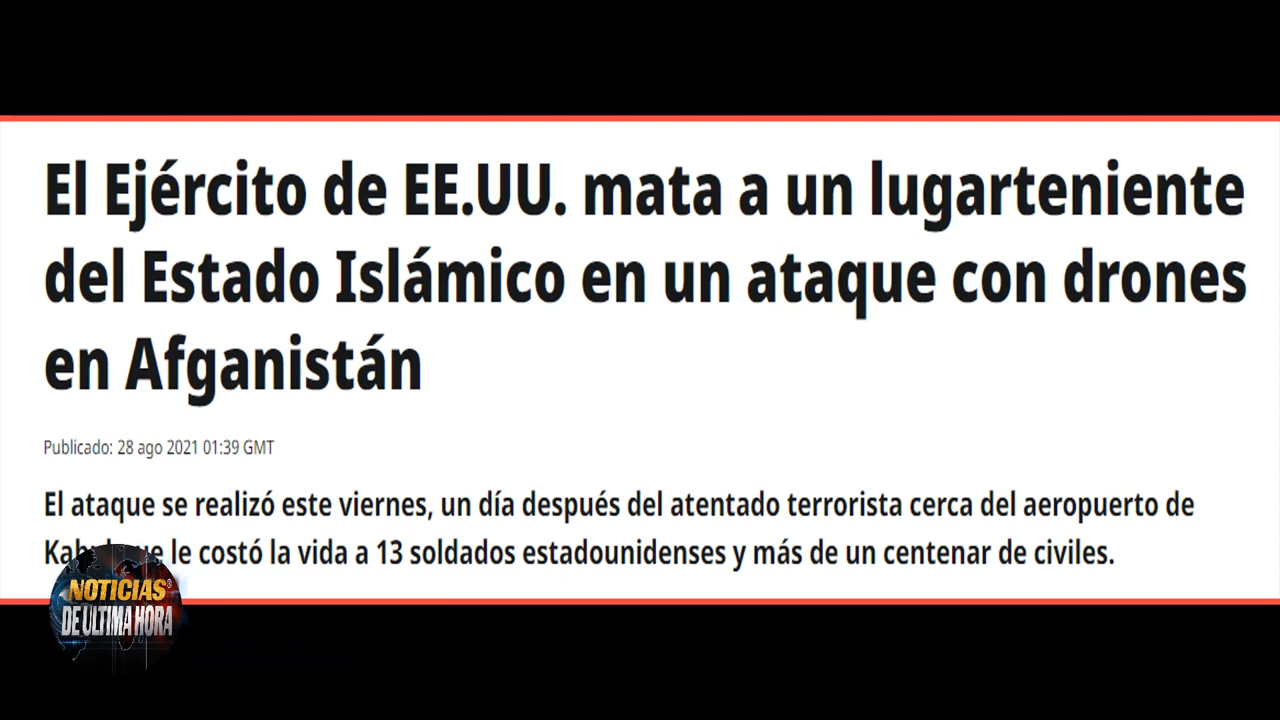 El Ejército de EE.UU. mata a un lugarteniente
del Estado Islámico en un ataque con drones
en Afganistán
Publicado: 28 ago 2021 01:39 GMT
El ataque se realizó este viernes, un día después del atentado terrorista cerca del aeropuerto de
le costó la vida a 13 soldados estadounidenses y más de un centenar de civiles.
NOTICIAS®
DE ULTIMA HORA